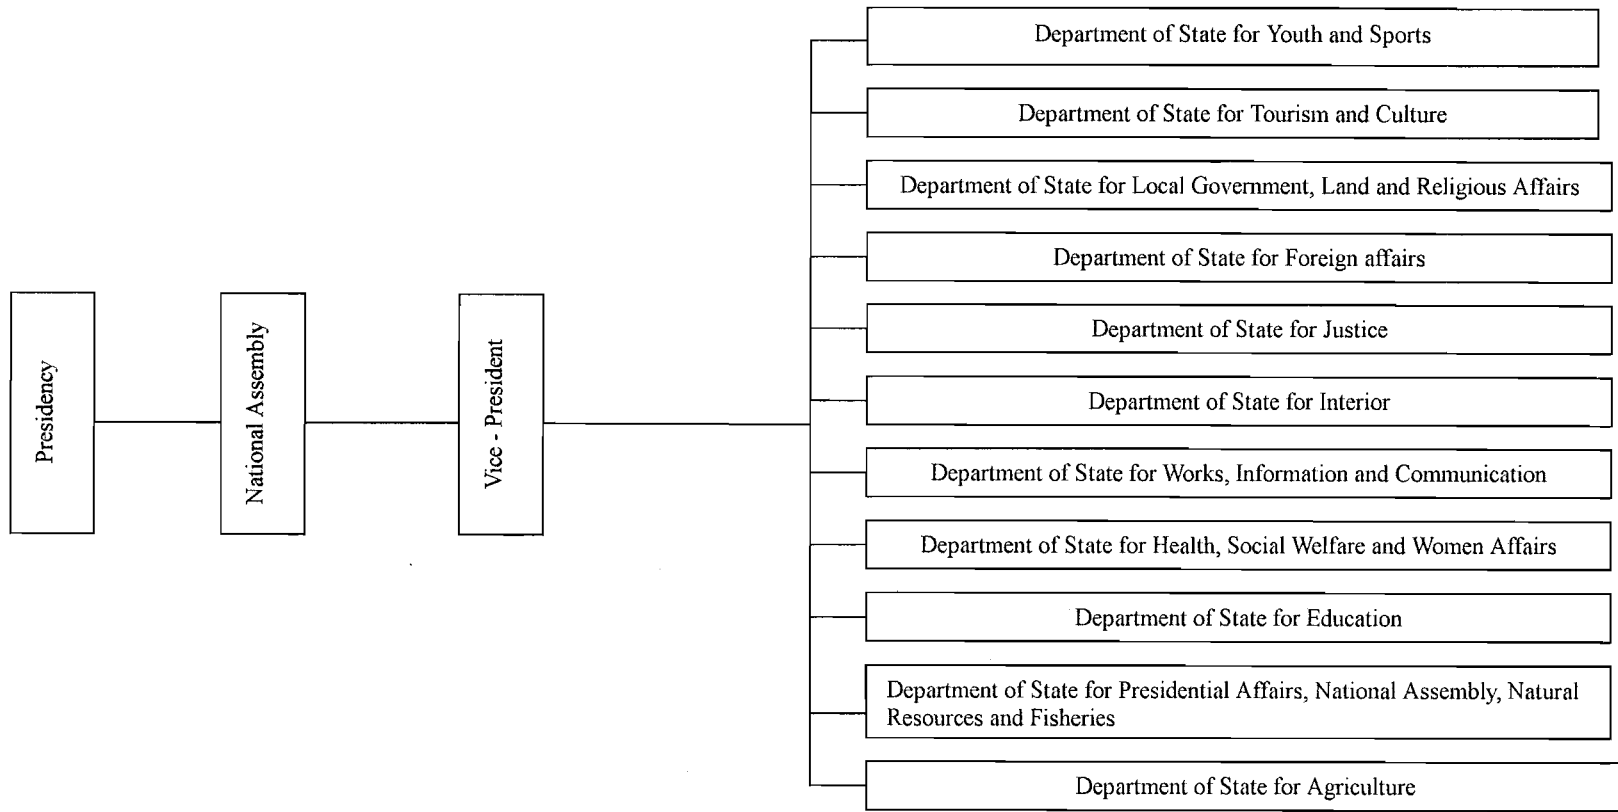 Presidency
National Assembly
Vice - President
Department of State for Youth and Sports
Department of State for Tourism and Culture
Department of State for Local Government, Land and Religious Affairs
Department of State for Foreign affairs
Department of State for Justice
Department of State for Interior
Department of State for Works, Information and Communication
Department of State for Health, Social Welfare and Women Affairs
Department of State for Education
Department of State for Presidential Affairs, National Assembly, Natural
Resources and Fisheries
Department of State for Agriculture